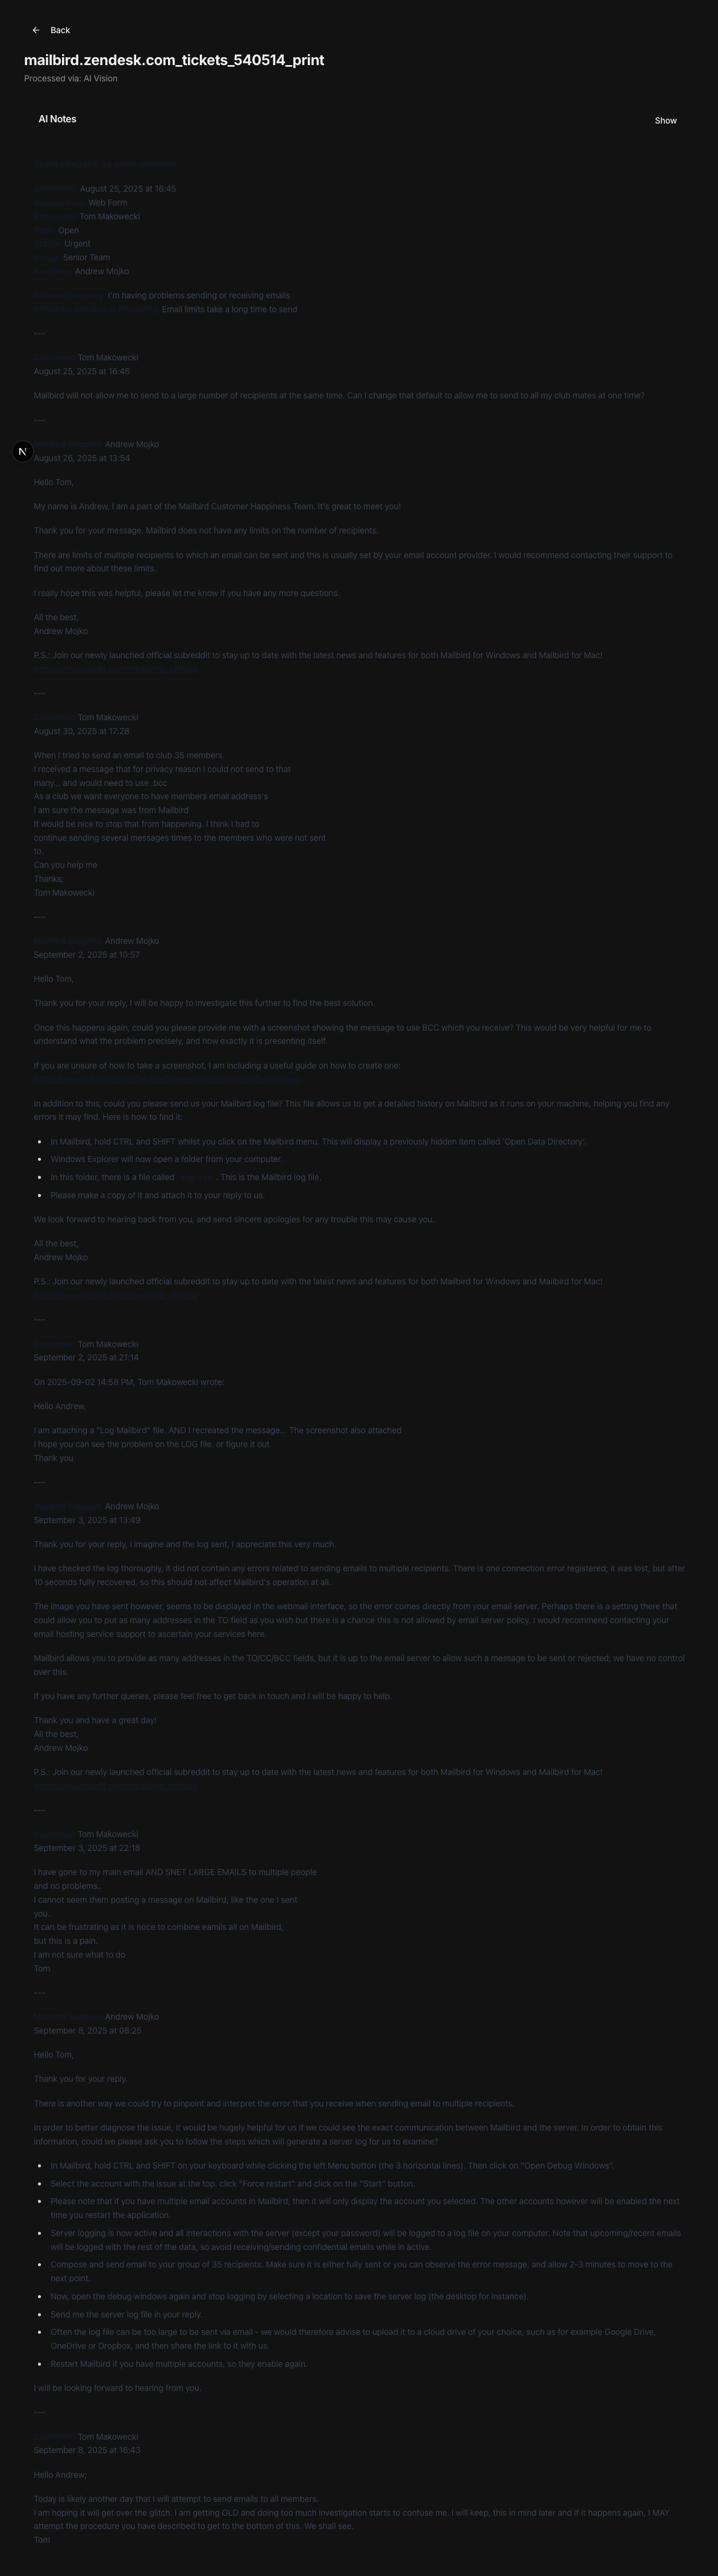 Back
mailbird.zendesk.com_tickets_540514_print
Processed via: AI Vision
AI Notes
Show
August 25, 2025 at 16:45
Web Form
Tom Makowecki
Open
Urgent
Senior Team
Andrew Mojko
I'm having problems sending or receiving emails
Email limits take a long time to send
---
Tom Makowecki
August 25, 2025 at 16:45
Mailbird will not allow me to send to a large number of recipients at the same time. Can I change that default to allow me to send to all my club mates at one time?
---
Andrew Mojko
August 26, 2025 at 13:54
Hello Tom,
My name is Andrew, I am a part of the Mailbird Customer Happiness Team. It's great to meet you!
Thank you for your message. Mailbird does not have any limits on the number of recipients.
There are limits of multiple recipients to which an email can be sent and this is usually set by your email account provider. I would recommend contacting their support to
find out more about these limits.
I really hope this was helpful, please let me know if you have any more questions.
All the best,
Andrew Mojko
P.S.: Join our newly launched official subreddit to stay up to date with the latest news and features for both Mailbird for Windows and Mailbird for Mac!
---
Tom Makowecki
August 30, 2025 at 17:28
When I tried to send an email to club 35 members.
I received a message that for privacy reason I could not send to that
many... and would need to use .bcc
As a club we want everyone to have members email address's
I am sure the message was from Mailbird
It would be nice to stop that from happening. I think I had to
continue sending several messages times to the members who were not sent
to.
Can you help me
Thanks;
Tom Makowecki
---
Andrew Mojko
September 2, 2025 at 10:57
Hello Tom,
Thank you for your reply, I will be happy to investigate this further to find the best solution.
Once this happens again, could you please provide me with a screenshot showing the message to use BCC which you receive? This would be very helpful for me to
understand what the problem precisely, and how exactly it is presenting itself.
If you are unsure of how to take a screenshot, I am including a useful guide on how to create one:
In addition to this, could you please send us your Mailbird log file? This file allows us to get a detailed history on Mailbird as it runs on your machine, helping you find any
errors it may find. Here is how to find it:
• In Mailbird, hold CTRL and SHIFT whilst you click on the Mailbird menu. This will display a previously hidden item called 'Open Data Directory'.
• Windows Explorer will now open a folder from your computer.
• In this folder, there is a file called . This is the Mailbird log file.
• Please make a copy of it and attach it to your reply to us.
We look forward to hearing back from you, and send sincere apologies for any trouble this may cause you.
All the best,
Andrew Mojko
P.S.: Join our newly launched official subreddit to stay up to date with the latest news and features for both Mailbird for Windows and Mailbird for Mac!
---
Tom Makowecki
September 2, 2025 at 21:14
On 2025-09-02 14:58 PM, Tom Makowecki wrote:
Hello Andrew,
I am attaching a "Log Mailbird" file. AND I recreated the message... The screenshot also attached
I hope you can see the problem on the LOG file. or figure it out.
Thank you
---
Andrew Mojko
September 3, 2025 at 13:49
Thank you for your reply, I imagine and the log sent, I appreciate this very much.
I have checked the log thoroughly, it did not contain any errors related to sending emails to multiple recipients. There is one connection error registered; it was lost, but after
10 seconds fully recovered, so this should not affect Mailbird's operation at all.
The image you have sent however, seems to be displayed in the webmail interface, so the error comes directly from your email server. Perhaps there is a setting there that
could allow you to put as many addresses in the TO field as you wish but there is a chance this is not allowed by email server policy. I would recommend contacting your
email hosting service support to ascertain your services here.
Mailbird allows you to provide as many addresses in the TO/CC/BCC fields, but it is up to the email server to allow such a message to be sent or rejected; we have no control
over this.
If you have any further queries, please feel free to get back in touch and I will be happy to help.
Thank you and have a great day!
All the best,
Andrew Mojko
P.S.: Join our newly launched official subreddit to stay up to date with the latest news and features for both Mailbird for Windows and Mailbird for Mac!
---
Tom Makowecki
September 3, 2025 at 22:18
I have gone to my main email AND SNET LARGE EMAILS to multiple people
and no problems..
I cannot seem them posting a message on Mailbird, like the one I sent
you..
It can be frustrating as it is noce to combine eamils all on Mailbird,
but this is a pain.
I am not sure what to do
Tom
---
Andrew Mojko
September 8, 2025 at 08:25
Hello Tom,
Thank you for your reply.
There is another way we could try to pinpoint and interpret the error that you receive when sending email to multiple recipients.
In order to better diagnose the issue, it would be hugely helpful for us if we could see the exact communication between Mailbird and the server. In order to obtain this
information, could we please ask you to follow the steps which will generate a server log for us to examine?
• In Mailbird, hold CTRL and SHIFT on your keyboard while clicking the left Menu button (the 3 horizontal lines). Then click on "Open Debug Windows".
• Select the account with the issue at the top. click "Force restart" and click on the "Start" button.
• Please note that if you have multiple email accounts in Mailbird, then it will only display the account you selected. The other accounts however will be enabled the next
time you restart the application.
• Server logging is now active and all interactions with the server (except your password) will be logged to a log file on your computer. Note that upcoming/recent emails
will be logged with the rest of the data, so avoid receiving/sending confidential emails while in active.
• Compose and send email to your group of 35 recipients. Make sure it is either fully sent or you can observe the error message, and allow 2-3 minutes to move to the
next point.
• Now, open the debug windows again and stop logging by selecting a location to save the server log (the desktop for instance).
• Send me the server log file in your reply.
• Often the log file can be too large to be sent via email - we would therefore advise to upload it to a cloud drive of your choice, such as for example Google Drive,
OneDrive or Dropbox, and then share the link to it with us.
• Restart Mailbird if you have multiple accounts, so they enable again.
I will be looking forward to hearing from you.
---
Tom Makowecki
September 8, 2025 at 16:43
Hello Andrew;
Today is likely another day that I will attempt to send emails to all members.
I am hoping it will get over the glitch. I am getting OLD and doing too much investigation starts to confuse me. I will keep, this in mind later and if it happens again, I MAY
attempt the procedure you have described to get to the bottom of this. We shall see.
Tom